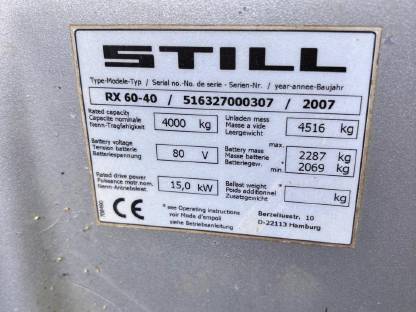 STILL
Type-Modele-Typ / Serial no.-No. de serie - Serien-Nr. / year-annee-Baujahr
RX 60-40 / 516327000307 / 2007
Rated capacity
Capacite nominale
Nenn-Tragfahigkeit
4000 kg
Unladen mass
Masse a vide
Leergewicht
4516 kg
Battery voltage
Tension batterie
Batteriespannung
80 V
Battery mass
Masse batterie
Batteriegew.
max.
2287 kg
min
2069 kg
Rated drive power
Puissance motr.nom.
Nenn-Antriebsleist.
15,0 kW
Ballast weight
Poids additionnel
Zusatzgewicht
kg
CE
* see Operating instructions
voir Mode d'emploi
siehe Betriebsanleitung
Berzeliusstr. 10
D-22113 Hamburg